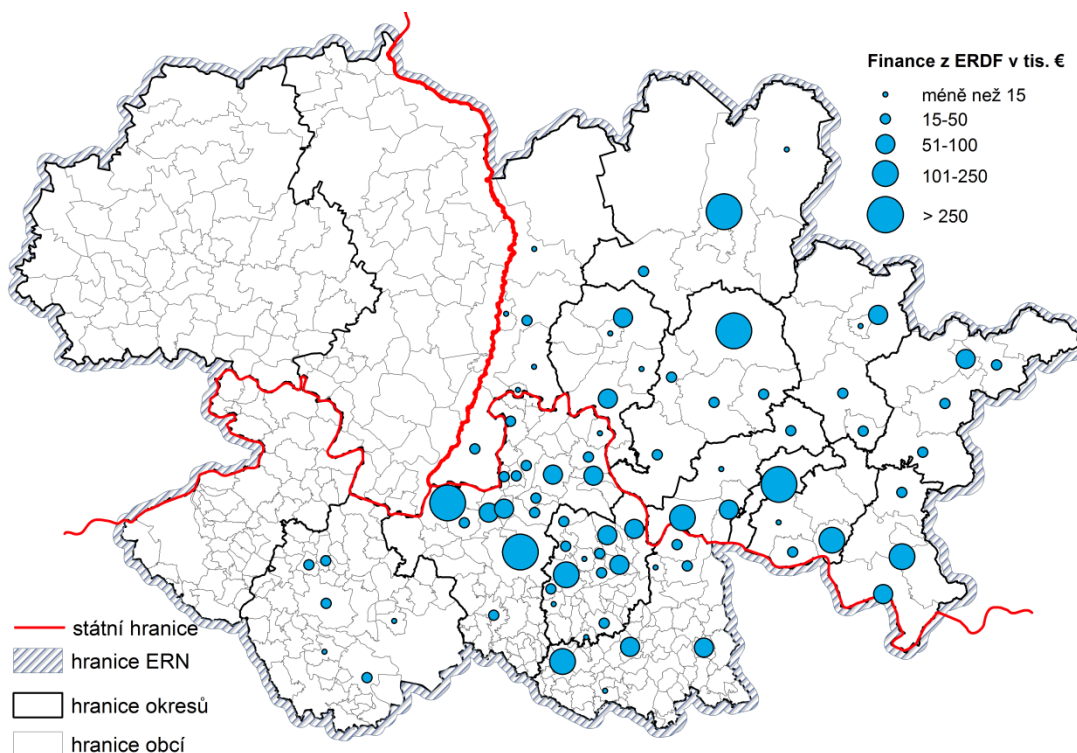 Finance z ERDF v tis. €
méně než 15
15-50
51-100
101-250
> 250
státní hranice
hranice ERN
hranice okresů
hranice obcí